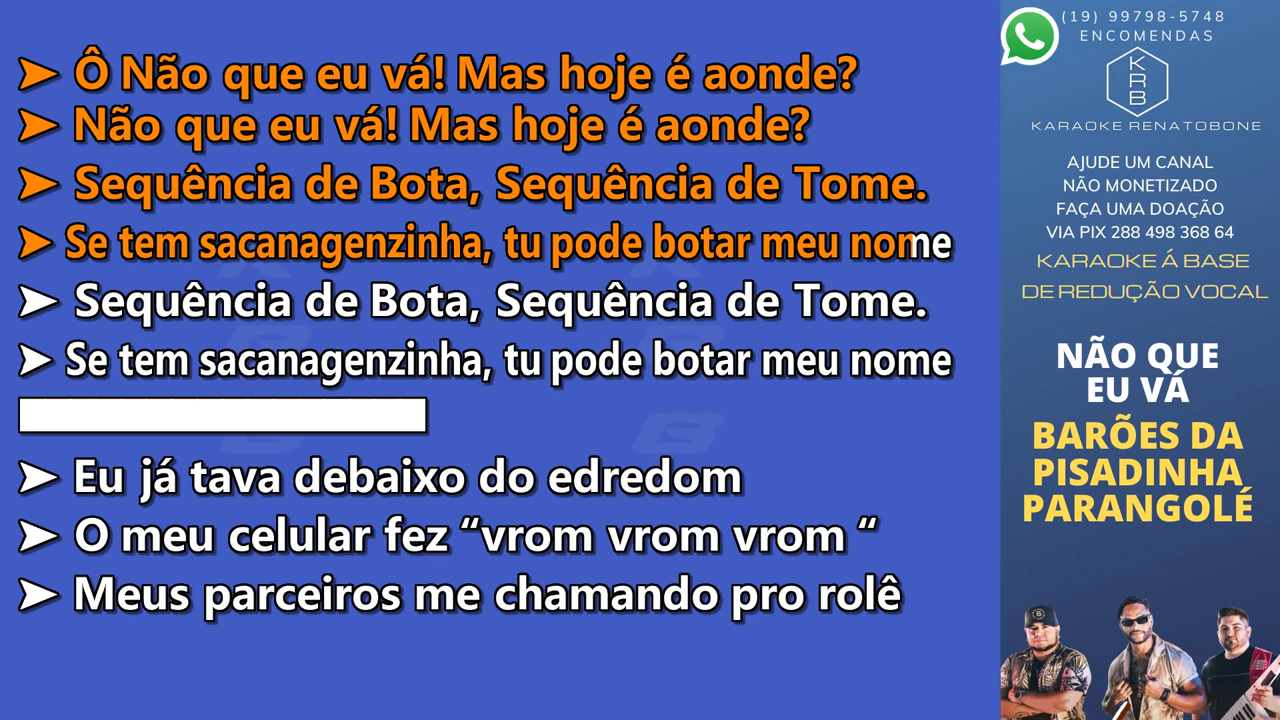 ➤ Ô Não que eu vá! Mas hoje é aonde?
➤ Não que eu vá! Mas hoje é aonde?
➤ Sequência de Bota, Sequência de Tome.
➤ Se tem sacanagenzinha, tu pode botar meu nome
➤ Sequência de Bota, Sequência de Tome.
➤ Se tem sacanagenzinha, tu pode botar meu nome
➤ Eu já tava debaixo do edredom
➤ O meu celular fez “vrom vrom vrom “
➤ Meus parceiros me chamando pro rolê
(19) 99798-5748
ENCOMENDAS
K
R
B
KARAOKE RENATOBONE
AJUDE UM CANAL
NÃO MONETIZADO
FAÇA UMA DOAÇÃO
VIA PIX 288 498 368 64
KARAOKE Á BASE
DE REDUÇÃO VOCAL
NÃO QUE
EU VÁ
BARÕES DA
PISADINHA
PARANGOLÉ